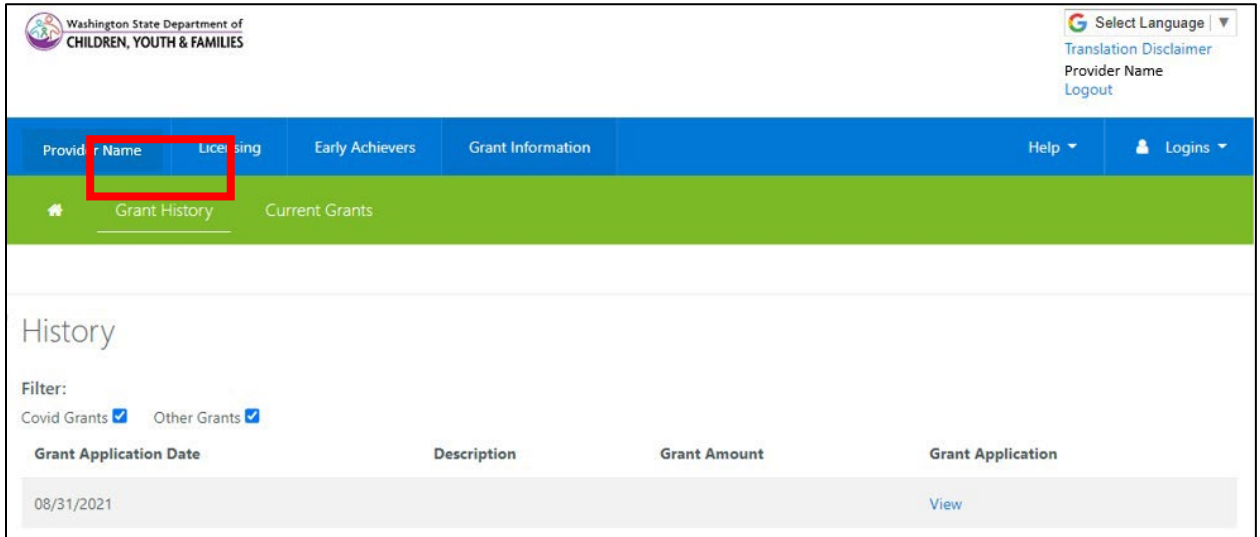 Washington State Department of
CHILDREN, YOUTH & FAMILIES
Select Language
Translation Disclaimer
Provider Name
Logout
Provider Name Licensing Early Achievers Grant Information Help Logins
Grant History Current Grants
History
Filter:
Covid Grants Other Grants
Grant Application Date Description Grant Amount Grant Application
08/31/2021 View